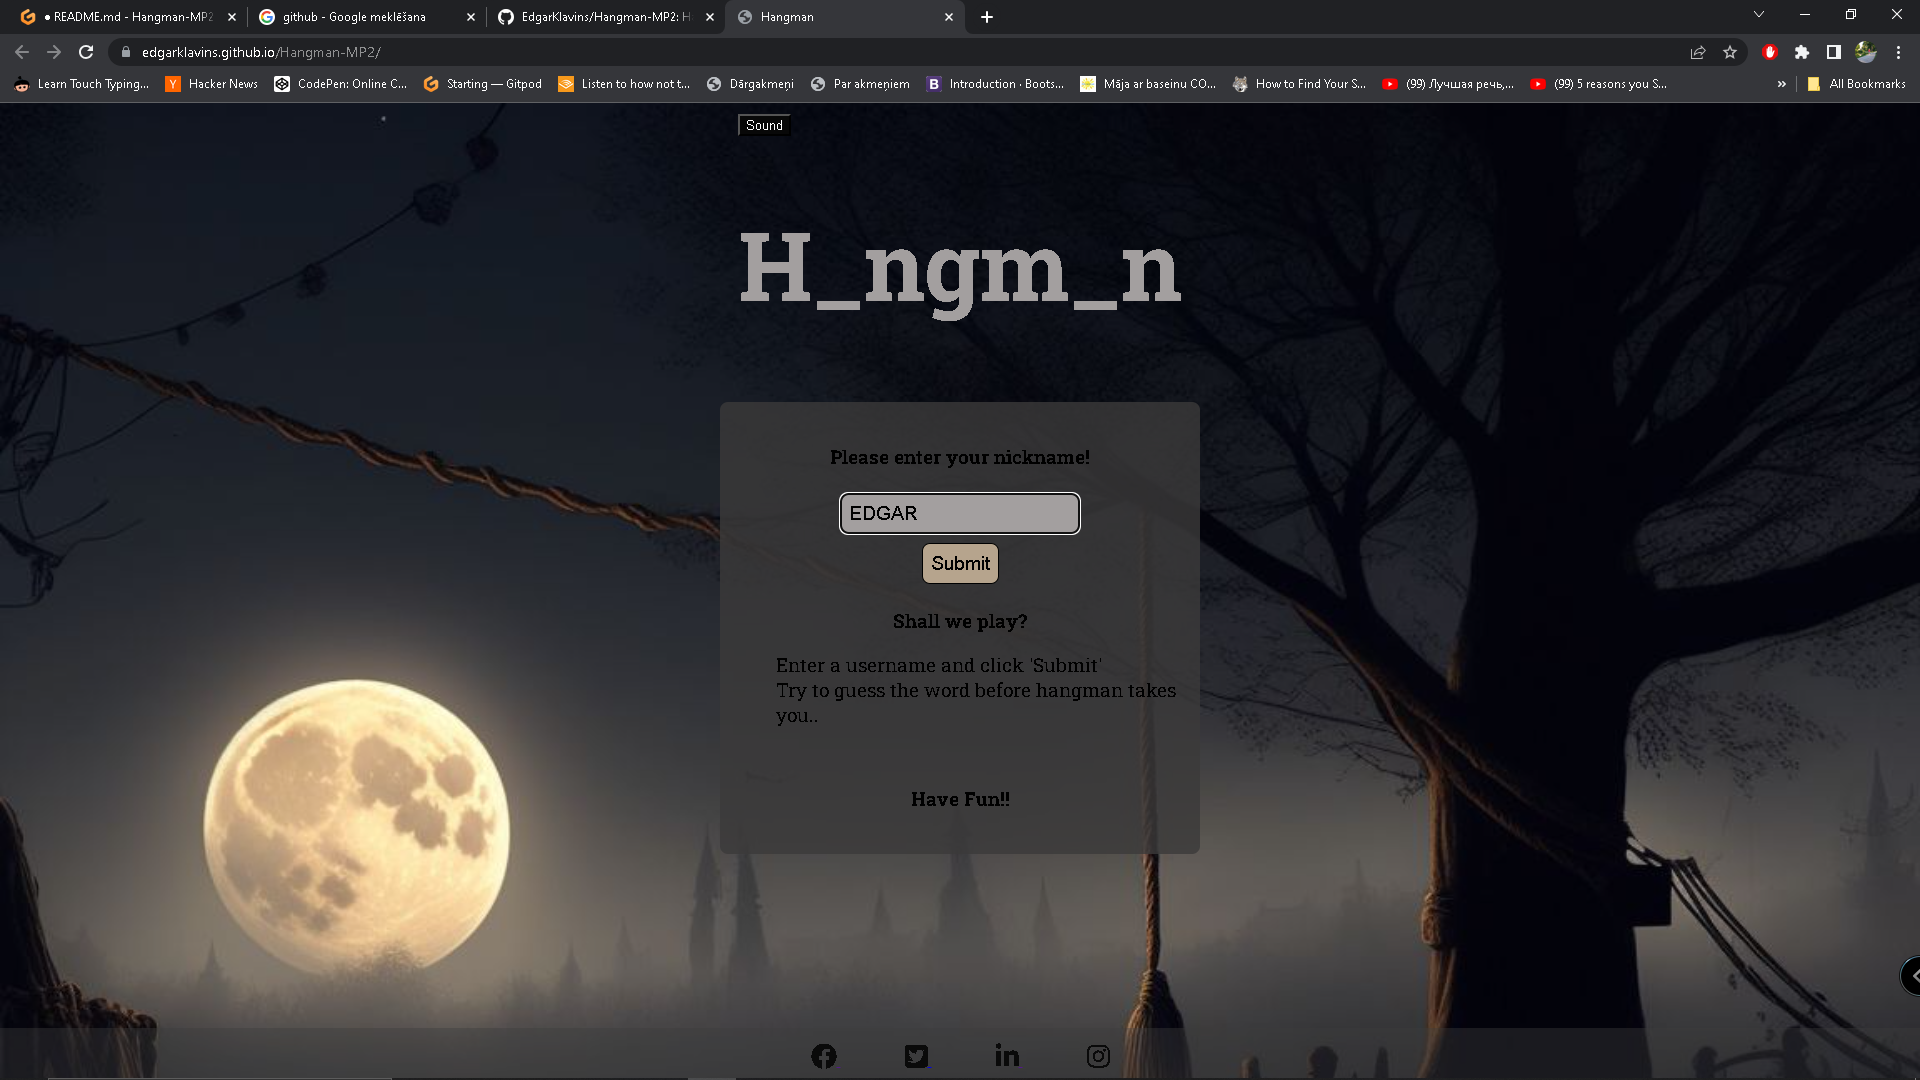 README.md - Hangman-MP2
github - Google meklēšana
EdgarKlavins/Hangman-MP2: H
Hangman
edgarklavins.github.io/Hangman-MP2/
Learn Touch Typing...
Hacker News
CodePen: Online C...
Starting — Gitpod
Listen to how not t...
Dārgakmeņi
Par akmeņiem
Introduction · Boots...
Māja ar baseinu CO...
How to Find Your S...
(99) Лучшая речь,...
(99) 5 reasons you S...
»
All Bookmarks
Sound
H_ngm_n
Please enter your nickname!
EDGAR
Submit
Shall we play?
Enter a username and click 'Submit'
Try to guess the word before hangman takes
you..
Have Fun!!